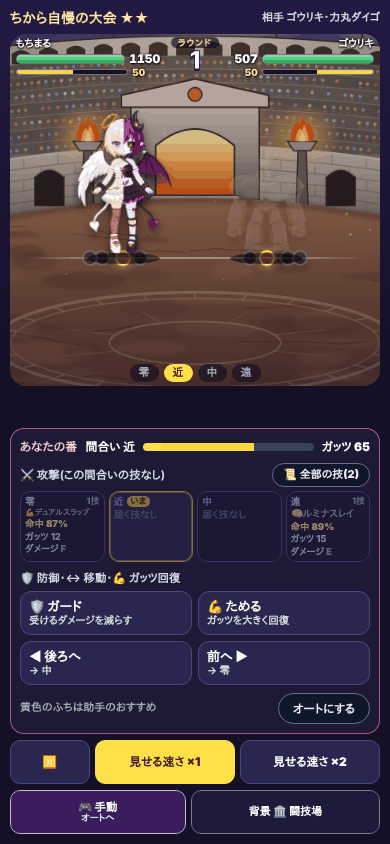 ちから自慢の大会 ★★
相手 ゴウリキ・力丸ダイゴ
もちまる
ラウンド
ゴウリキ
1150
1
507
50
50
零
近
中
遠
あなたの番 間合い 近
ガッツ 65
⚔️ 攻撃(この間合いの技なし)
📜 全部の技(2)
零 1技
💪デュアルスラップ
命中 87%
ガッツ 12
ダメージ F
近 いま
届く技なし
中
届く技なし
遠 1技
🧠ルミナスレイ
命中 89%
ガッツ 15
ダメージ E
🛡️ 防御・↔ 移動・💪 ガッツ回復
🛡️ ガード
受けるダメージを減らす
💪 ためる
ガッツを大きく回復
◀ 後ろへ
→ 中
前へ ▶
→ 零
黄色のふちは助手のおすすめ
オートにする
見せる速さ ×1
見せる速さ ×2
🎮 手動
オートへ
背景 🏛️ 闘技場